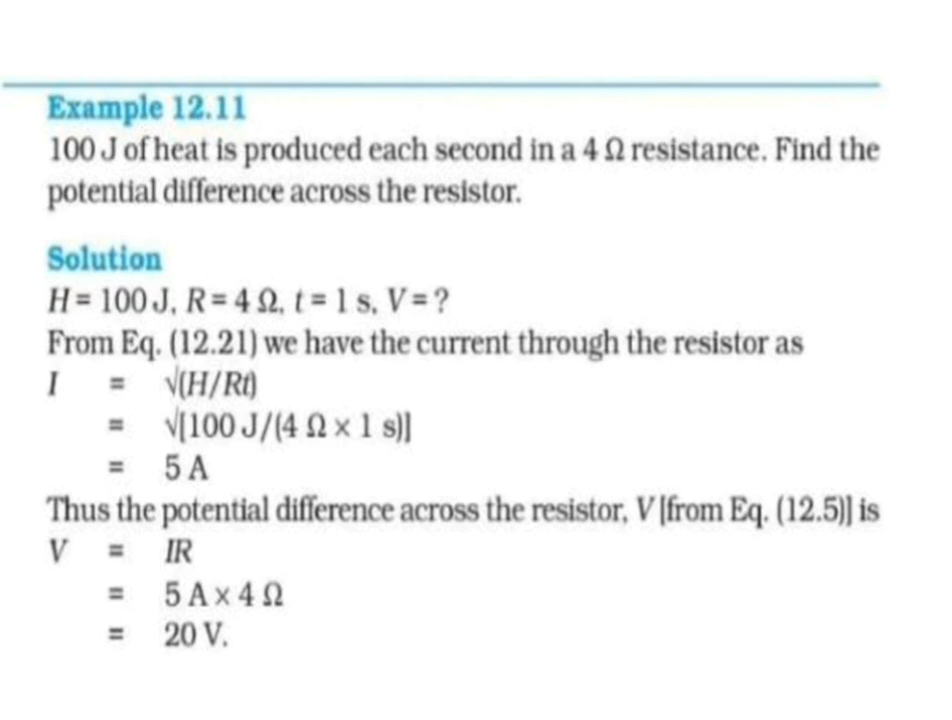 Example 12.11
100 J of heat is produced each second in a 4 Ω resistance. Find the
potential difference across the resistor.
Solution
H = 100 J, R = 4 Ω, t = 1 s, V = ?
From Eq. (12.21) we have the current through the resistor as
I = √(H/Rt)
= √[100 J/(4 Ω × 1 s)]
= 5 A
Thus the potential difference across the resistor, V [from Eq. (12.5)] is
V = IR
= 5 A × 4 Ω
= 20 V.